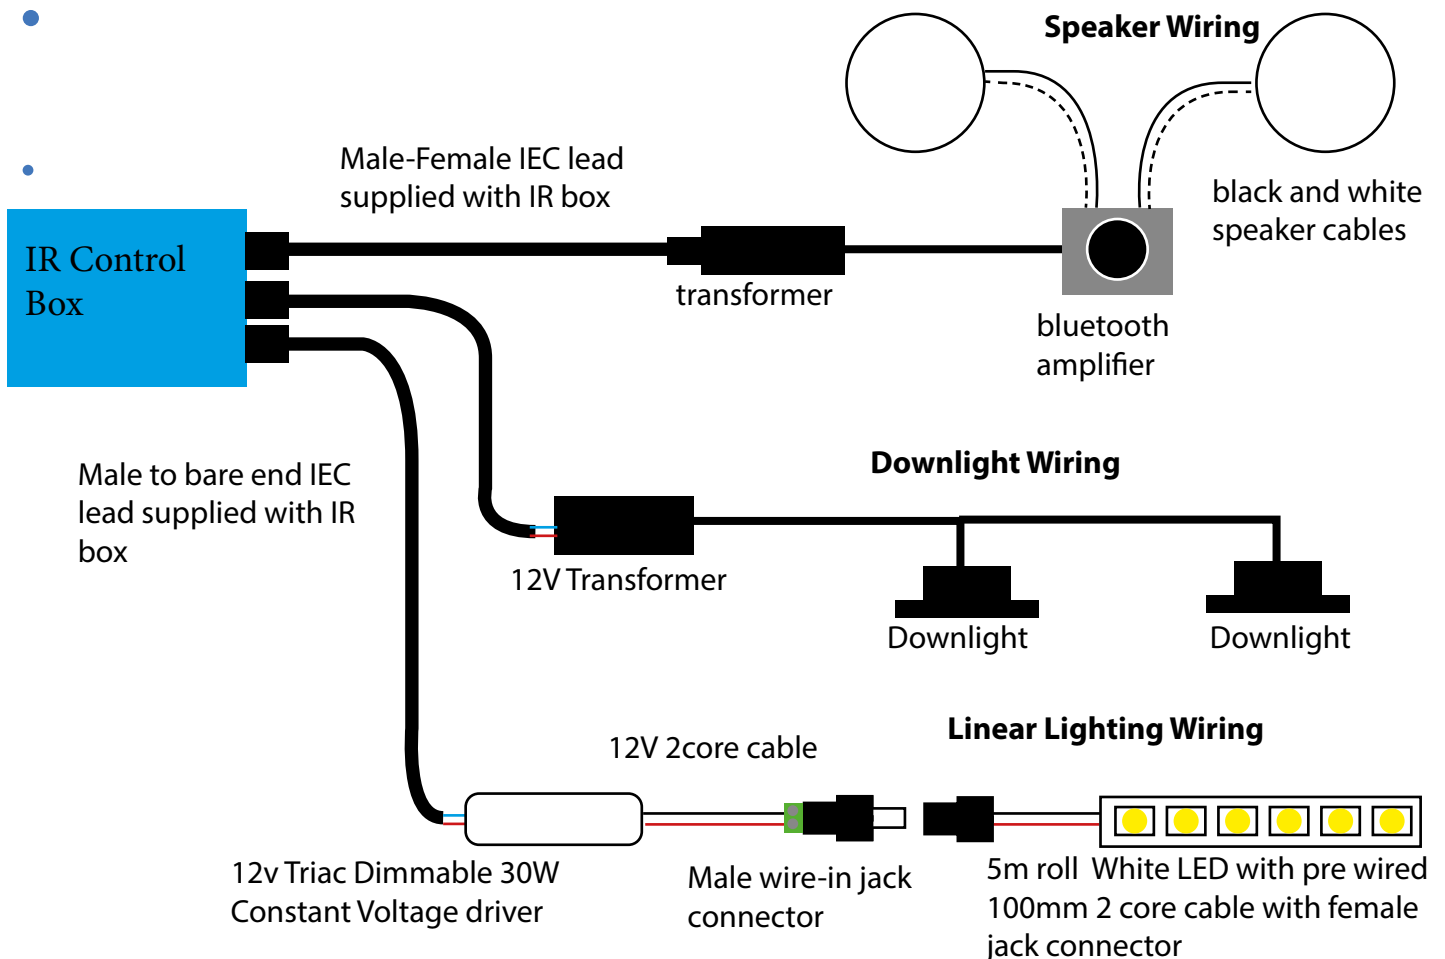 Speaker Wiring
Male-Female IEC lead
supplied with IR box
black and white
speaker cables
IR Control
Box
transformer
bluetooth
amplifier
Downlight Wiring
Male to bare end IEC
lead supplied with IR
box
12V Transformer
Downlight
Downlight
Linear Lighting Wiring
12V 2core cable
12v Triac Dimmable 30W
Constant Voltage driver
Male wire-in jack
connector
5m roll  White LED with pre wired
100mm 2 core cable with female
jack connector